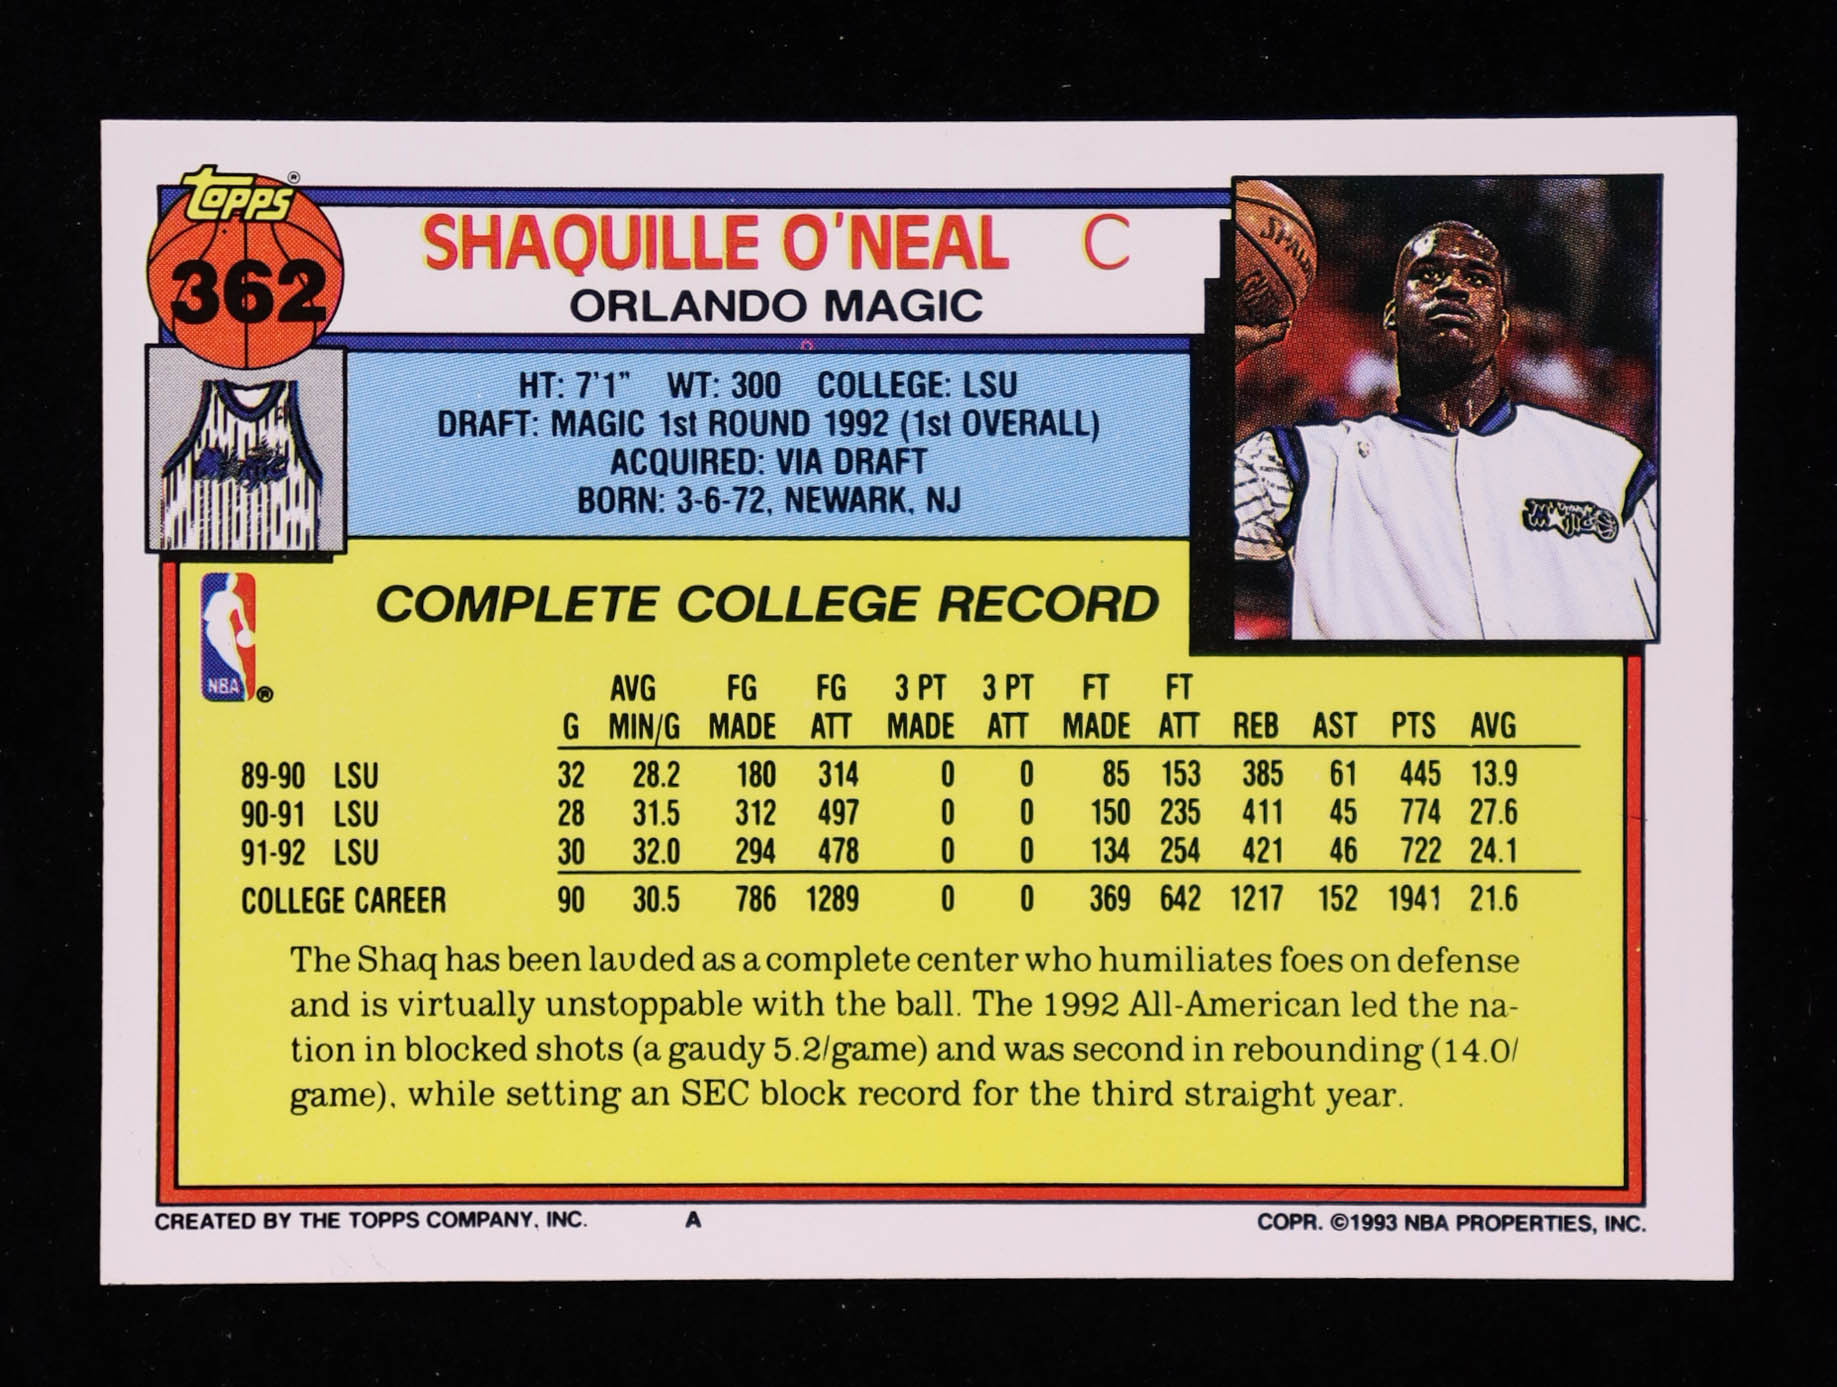 TOPPS®
362
SHAQUILLE O'NEAL C
ORLANDO MAGIC
HT: 7'1" WT: 300 COLLEGE: LSU
DRAFT: MAGIC 1st ROUND 1992 (1st OVERALL)
ACQUIRED: VIA DRAFT
BORN: 3-6-72, NEWARK, NJ
SPALDING
MAGIC
MAGIC
NBA ®
COMPLETE COLLEGE RECORD
AVG FG FG 3 PT 3 PT FT FT
G MIN/G MADE ATT MADE ATT MADE ATT REB AST PTS AVG
89-90 LSU 32 28.2 180 314 0 0 85 153 385 61 445 13.9
90-91 LSU 28 31.5 312 497 0 0 150 235 411 45 774 27.6
91-92 LSU 30 32.0 294 478 0 0 134 254 421 46 722 24.1
COLLEGE CAREER 90 30.5 786 1289 0 0 369 642 1217 152 1941 21.6
The Shaq has been lauded as a complete center who humiliates foes on defense
and is virtually unstoppable with the ball. The 1992 All-American led the na-
tion in blocked shots (a gaudy 5.2/game) and was second in rebounding (14.0/
game), while setting an SEC block record for the third straight year.
CREATED BY THE TOPPS COMPANY, INC. A COPR. ©1993 NBA PROPERTIES, INC.